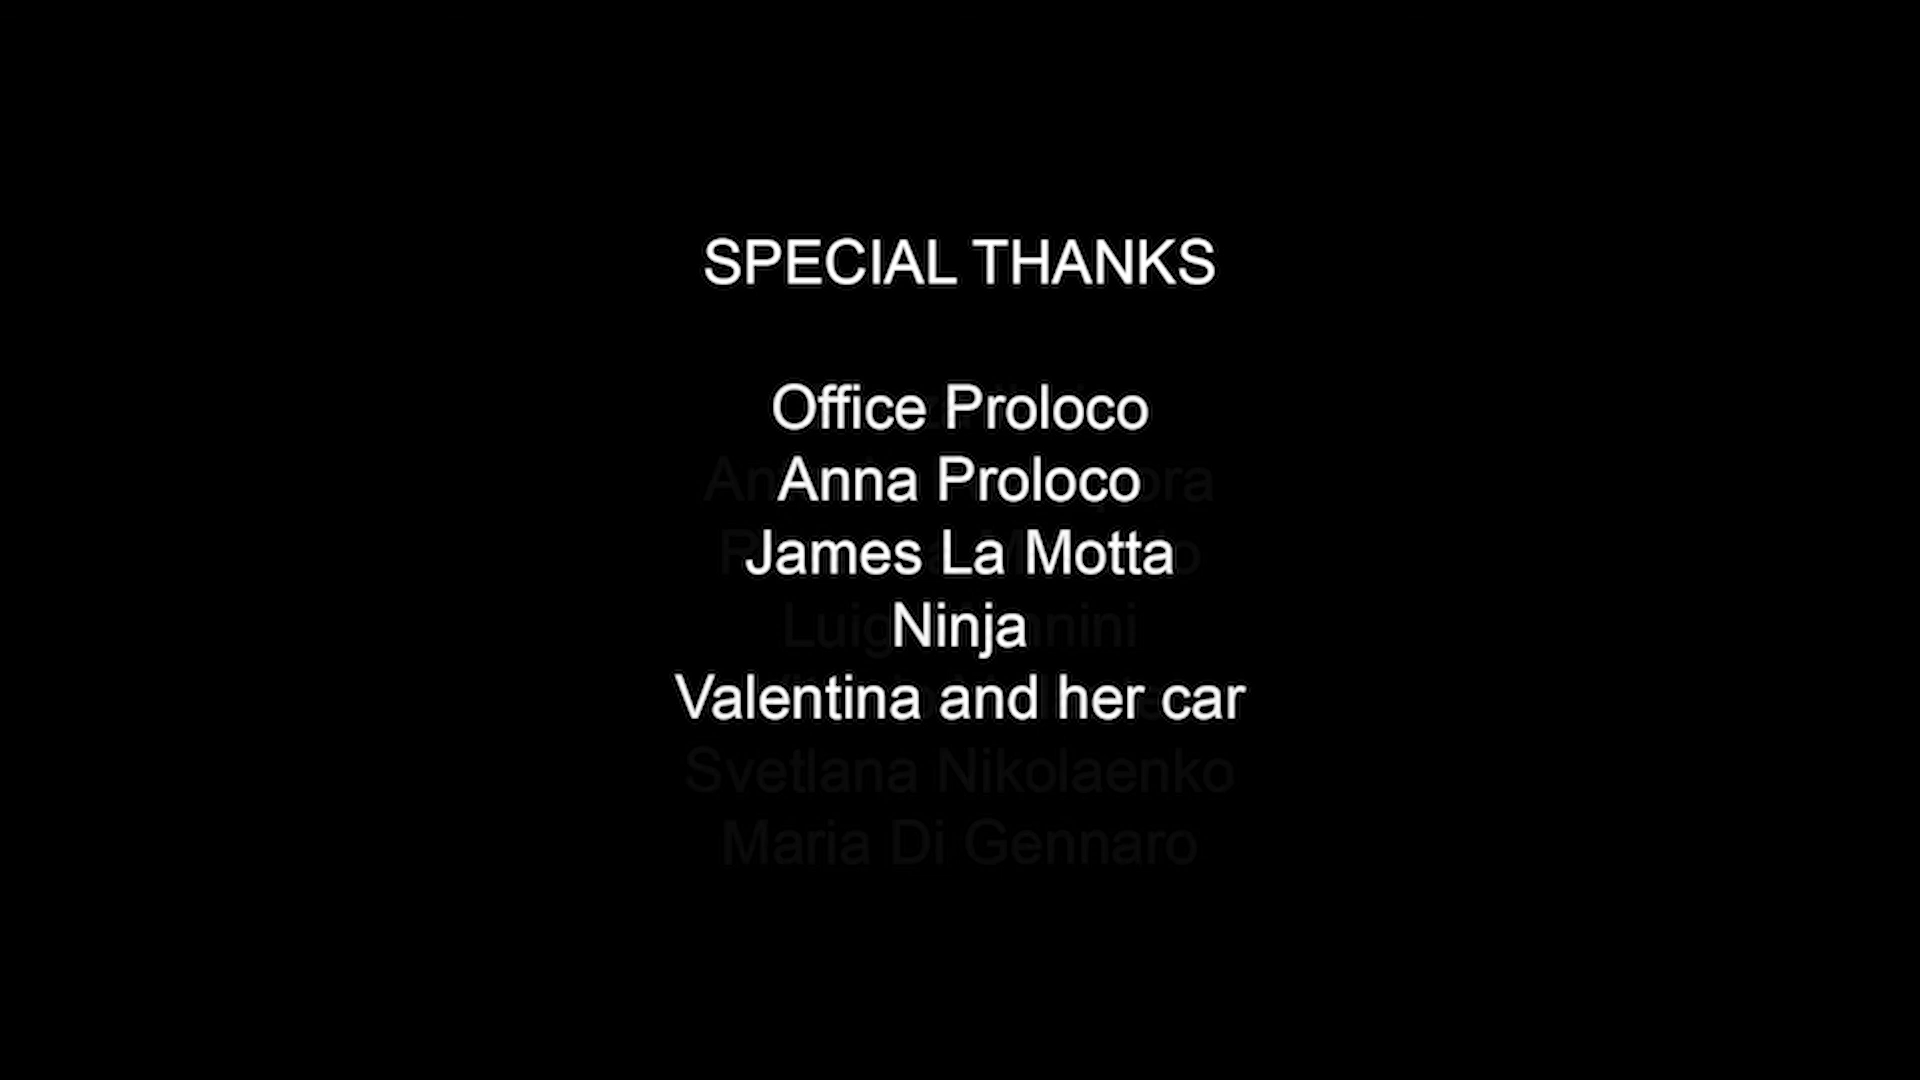 SPECIAL THANKS
Office Proloco
Anna Proloco
James La Motta
Ninja
Valentina and her car
Svetlana Nikolaenko
Maria Di Gennaro